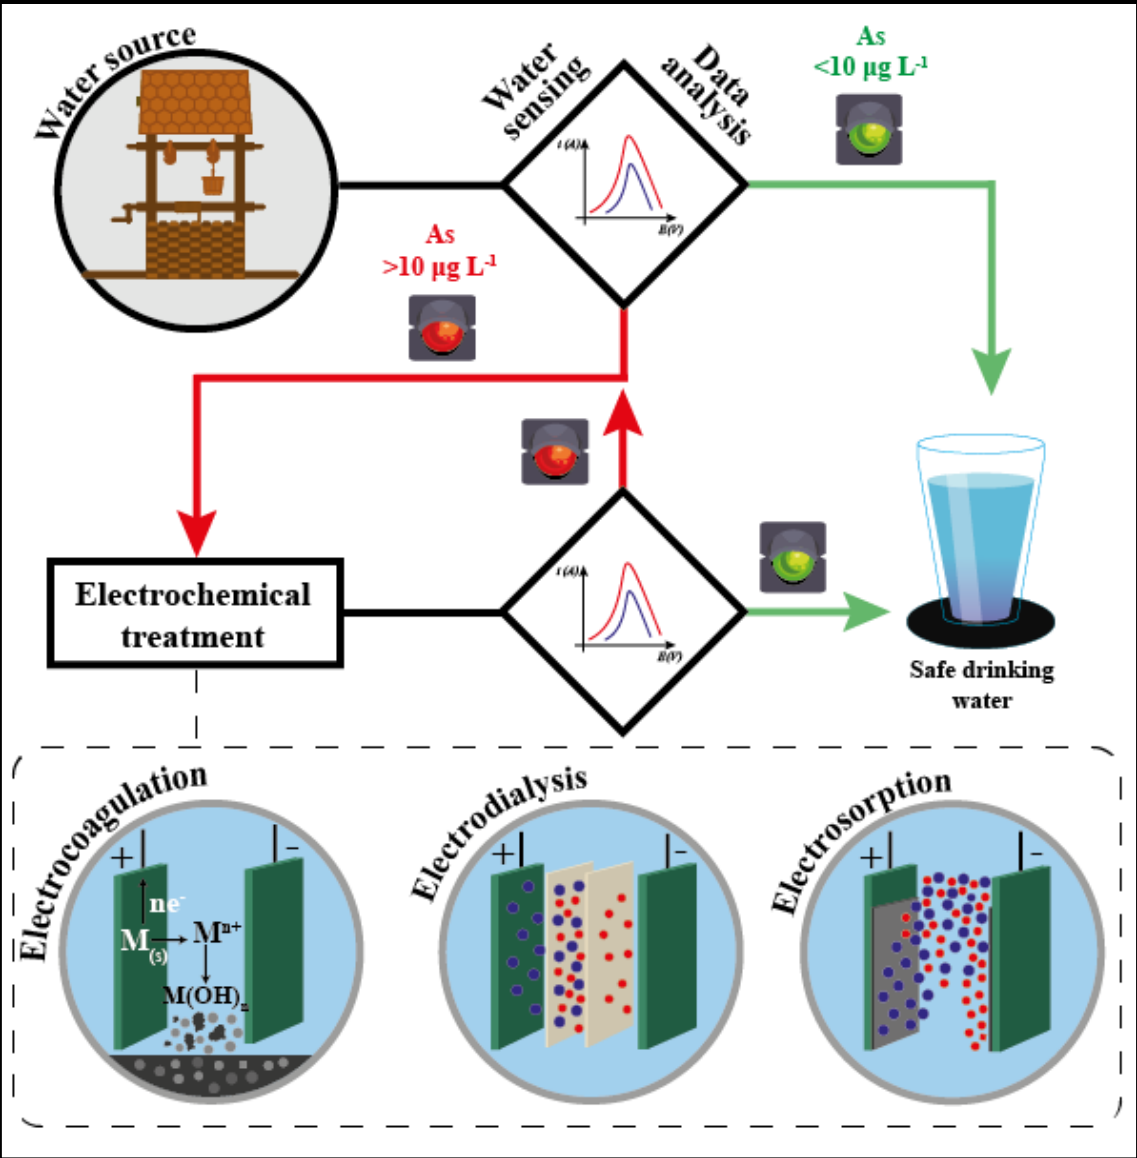 Water source
Water
sensing
Data
analysis
As
<10 µg L⁻¹
I (A)
E(V)
As
>10 µg L⁻¹
Electrochemical
treatment
I (A)
E(V)
Safe drinking
water
Electrocoagulation
+
-
ne⁻
M(s)
Mⁿ⁺
M(OH)ₙ
Electrodialysis
+
-
Electrosorption
+
-